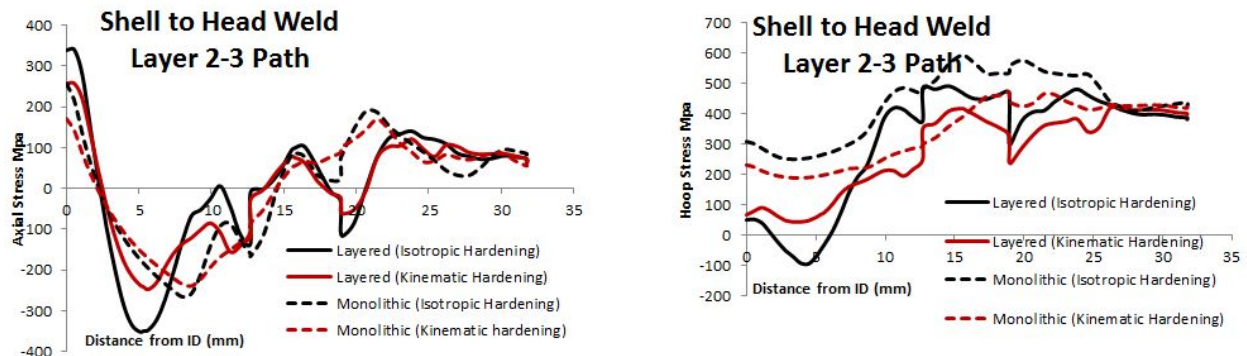 Shell to Head Weld
Layer 2-3 Path
Axial Stress Mpa
400
300
200
100
0
-100
-200
-300
-400
0
5
10
15
20
25
30
35
Distance from ID (mm)
Layered (Isotropic Hardening)
Layered (Kinematic Hardening)
Monolithic (Isotropic Hardening)
Monolithic (Kinematic hardening)
Shell to Head Weld
Layer 2-3 Path
Hoop Stress Mpa
700
600
500
400
300
200
100
0
-100
-200
0
5
10
15
20
25
30
35
Distance from ID (mm)
Layered (Isotropic Hardening)
Layered (Kinematic Hardening)
Monolithic (Isotropic Hardening)
Monolithic (Kinematic Hardening)